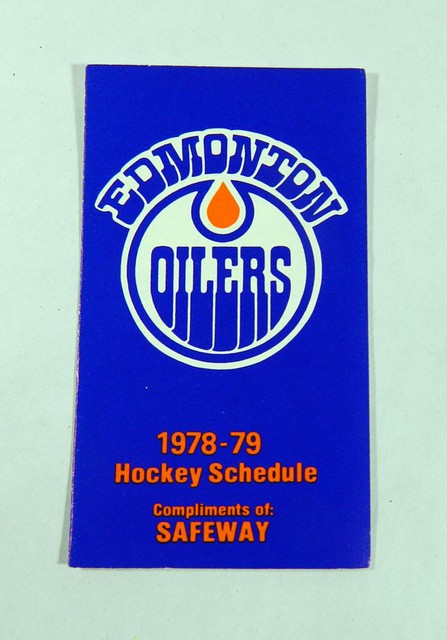 EDMONTON
OILERS
1978-79
Hockey Schedule
Compliments of:
SAFEWAY